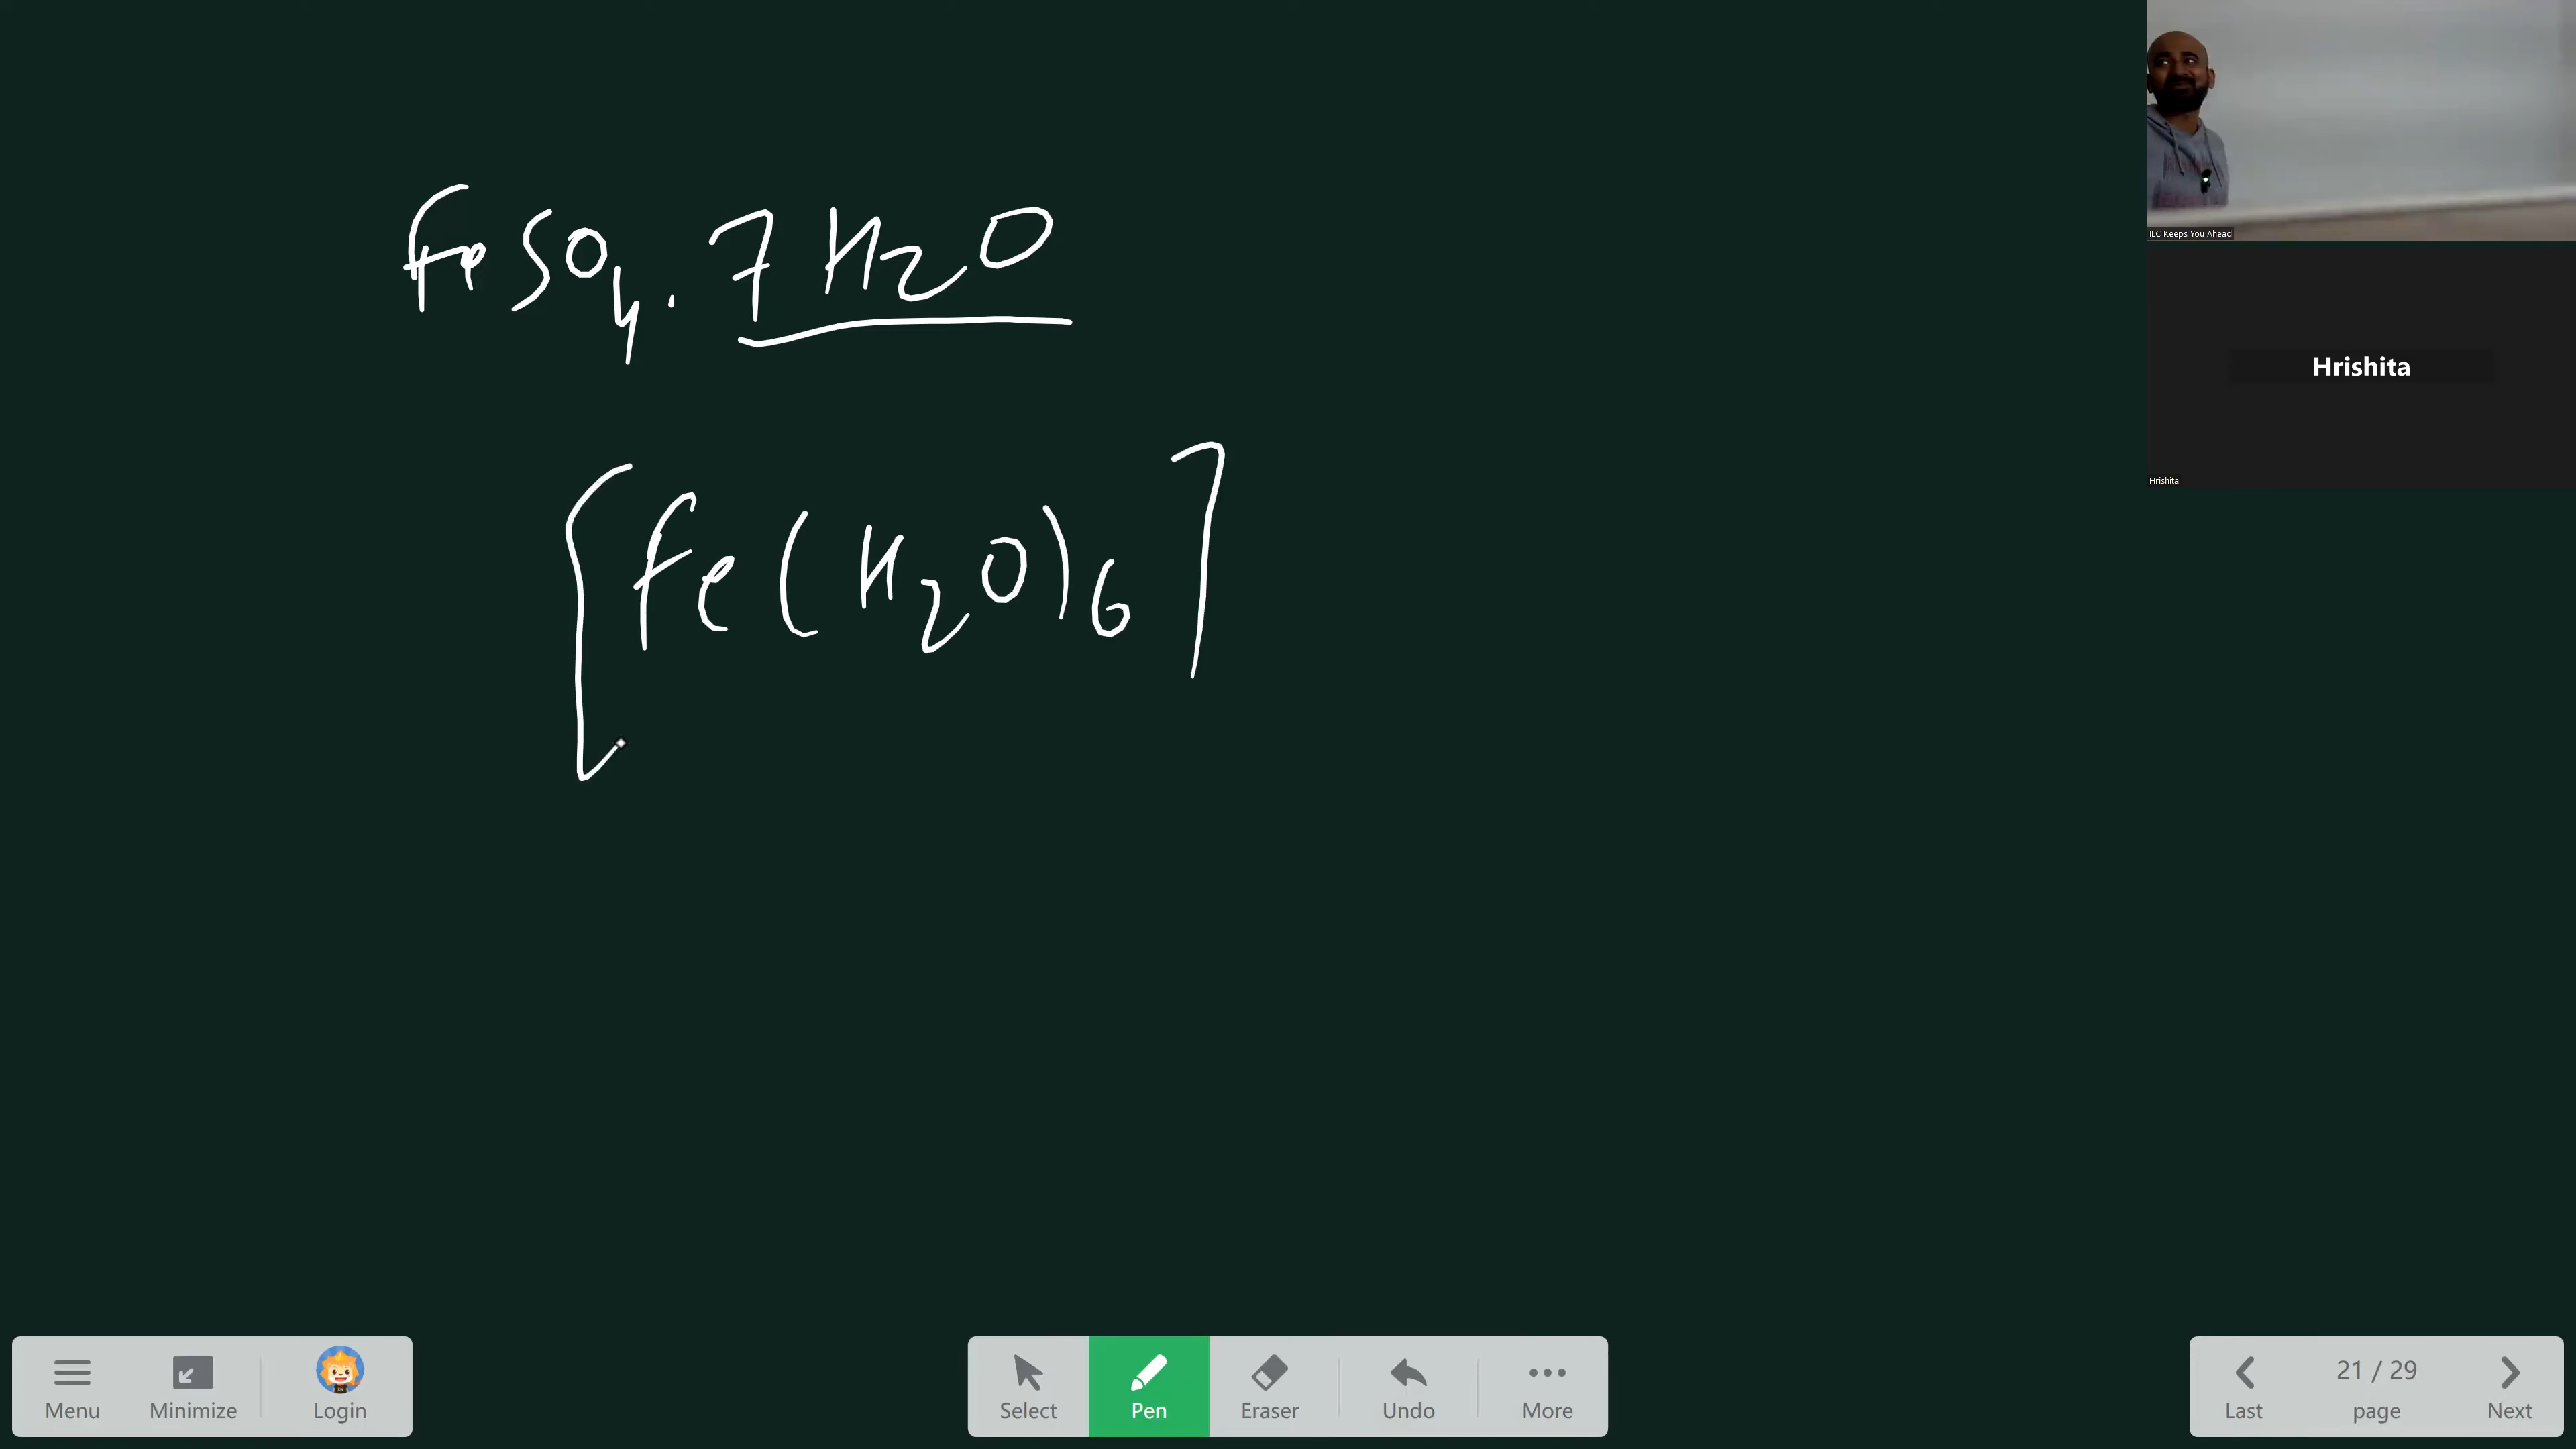 FeSO4.7H2O
[Fe(H2O)6]
ILC Keeps You Ahead
Hrishita
Hrishita
Menu Minimize Login
Select Pen Eraser Undo More
21 / 29
Last page Next